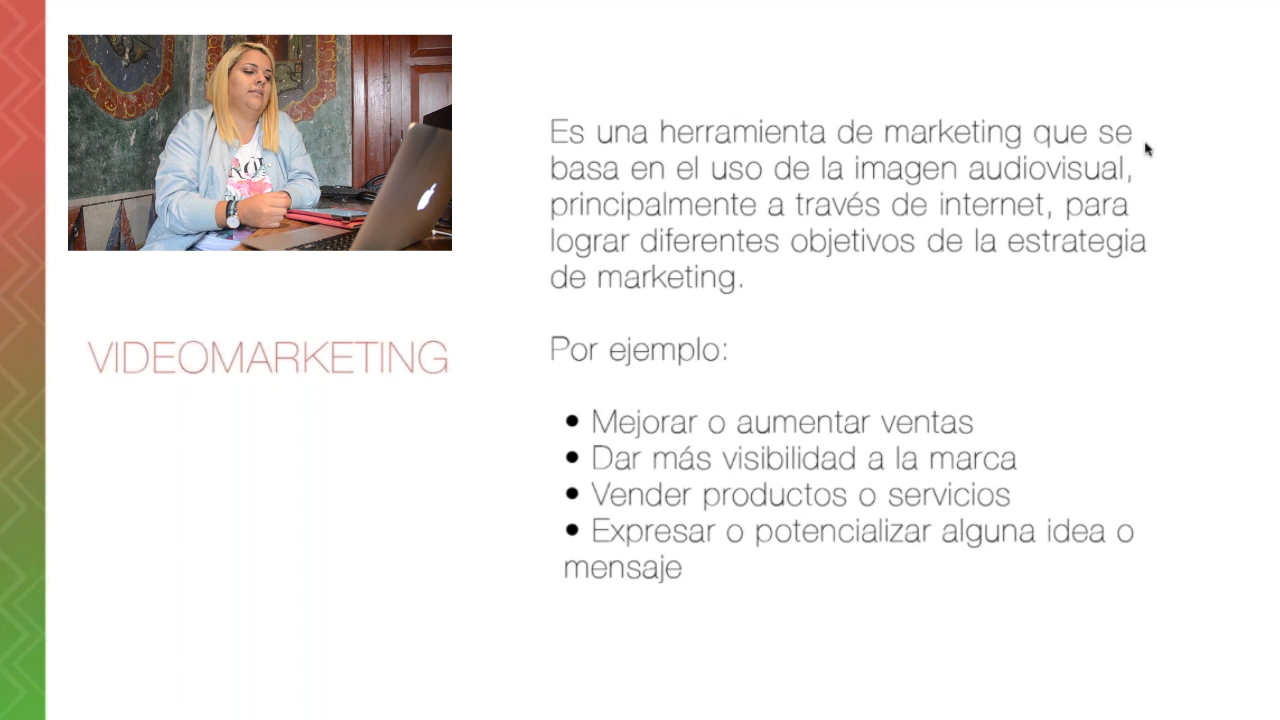 VIDEOMARKETING
Es una herramienta de marketing que se
basa en el uso de la imagen audiovisual,
principalmente a través de internet, para
lograr diferentes objetivos de la estrategia
de marketing.
Por ejemplo:
• Mejorar o aumentar ventas
• Dar más visibilidad a la marca
• Vender productos o servicios
• Expresar o potencializar alguna idea o
mensaje